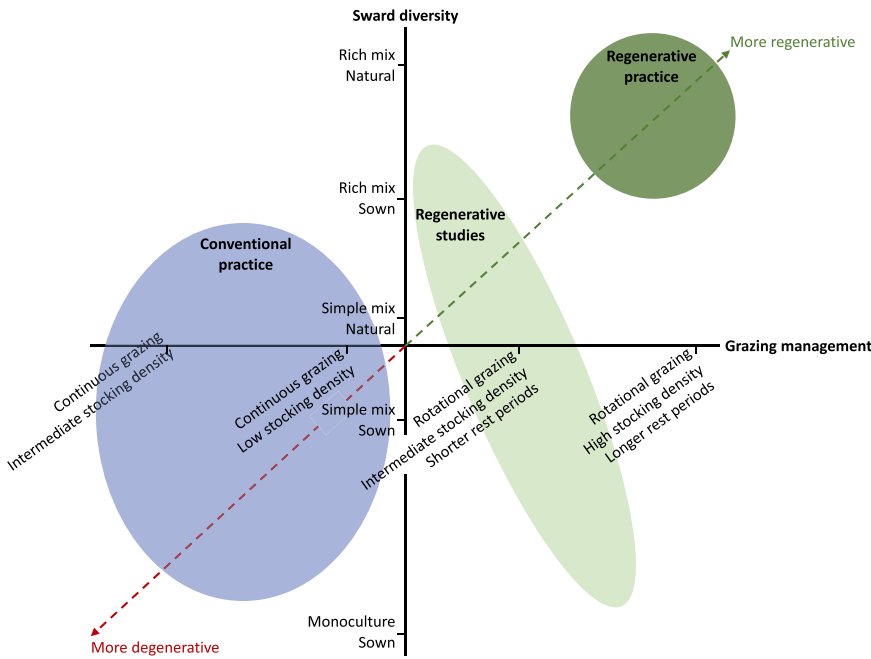 Sward diversity
More regenerative
Rich mix
Natural
Regenerative
practice
Rich mix
Sown
Regenerative
studies
Conventional
practice
Simple mix
Natural
Grazing management
Continuous grazing
Intermediate stocking density
Continuous grazing
Low stocking density
Rotational grazing
Intermediate stocking density
Shorter rest periods
Rotational grazing
High stocking density
Longer rest periods
Simple mix
Sown
Monoculture
Sown
More degenerative